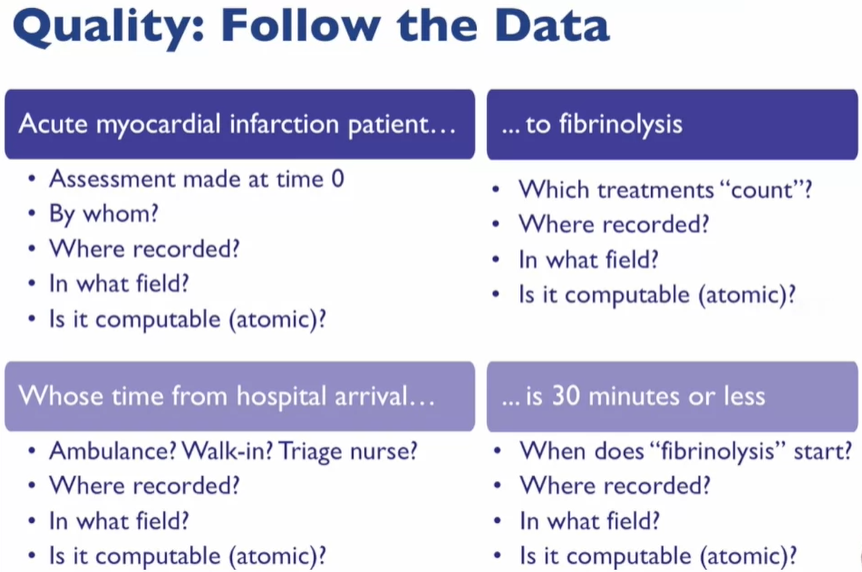 Quality: Follow the Data
Acute myocardial infarction patient…
• Assessment made at time 0
• By whom?
• Where recorded?
• In what field?
• Is it computable (atomic)?
... to fibrinolysis
• Which treatments “count”?
• Where recorded?
• In what field?
• Is it computable (atomic)?
Whose time from hospital arrival…
• Ambulance? Walk-in? Triage nurse?
• Where recorded?
• In what field?
• Is it computable (atomic)?
... is 30 minutes or less
• When does “fibrinolysis” start?
• Where recorded?
• In what field?
• Is it computable (atomic)?